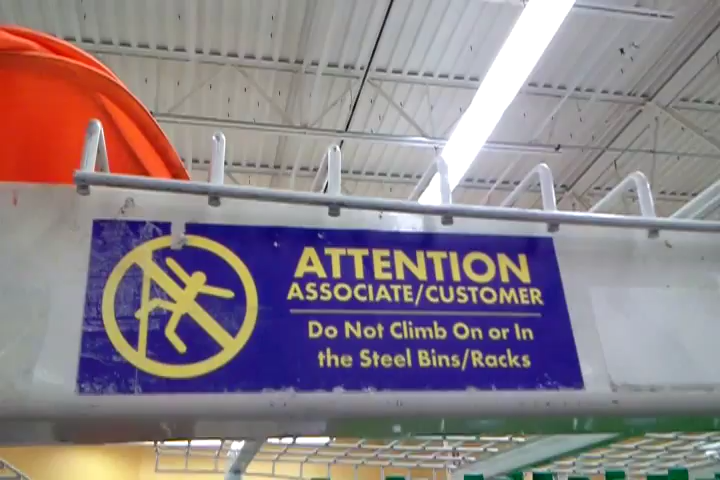 ATTENTION
ASSOCIATE/CUSTOMER
Do Not Climb On or In
the Steel Bins/Racks